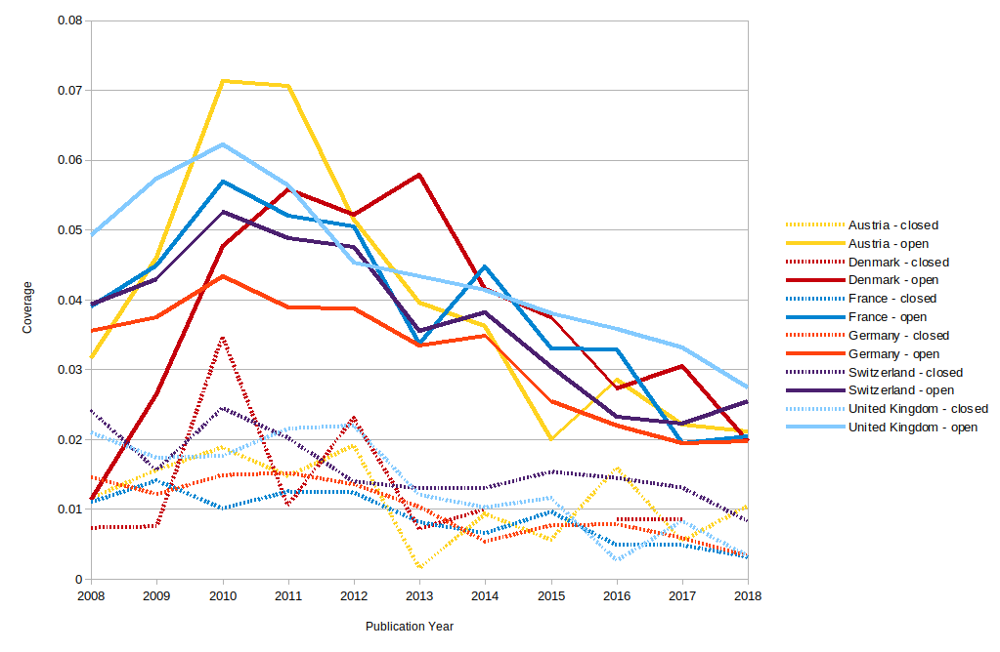 0.08
0.07
0.06
0.05
0.04
0.03
0.02
0.01
0
Coverage
2008 2009 2010 2011 2012 2013 2014 2015 2016 2017 2018
Publication Year
Austria - closed
Austria - open
Denmark - closed
Denmark - open
France - closed
France - open
Germany - closed
Germany - open
Switzerland - closed
Switzerland - open
United Kingdom - closed
United Kingdom - open